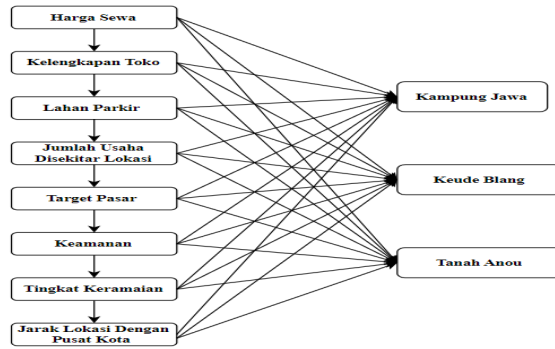 Harga Sewa
Kelengkapan Toko
Lahan Parkir
Jumlah Usaha
Disekitar Lokasi
Target Pasar
Keamanan
Tingkat Keramaian
Jarak Lokasi Dengan
Pusat Kota
Kampung Jawa
Keude Blang
Tanah Anou